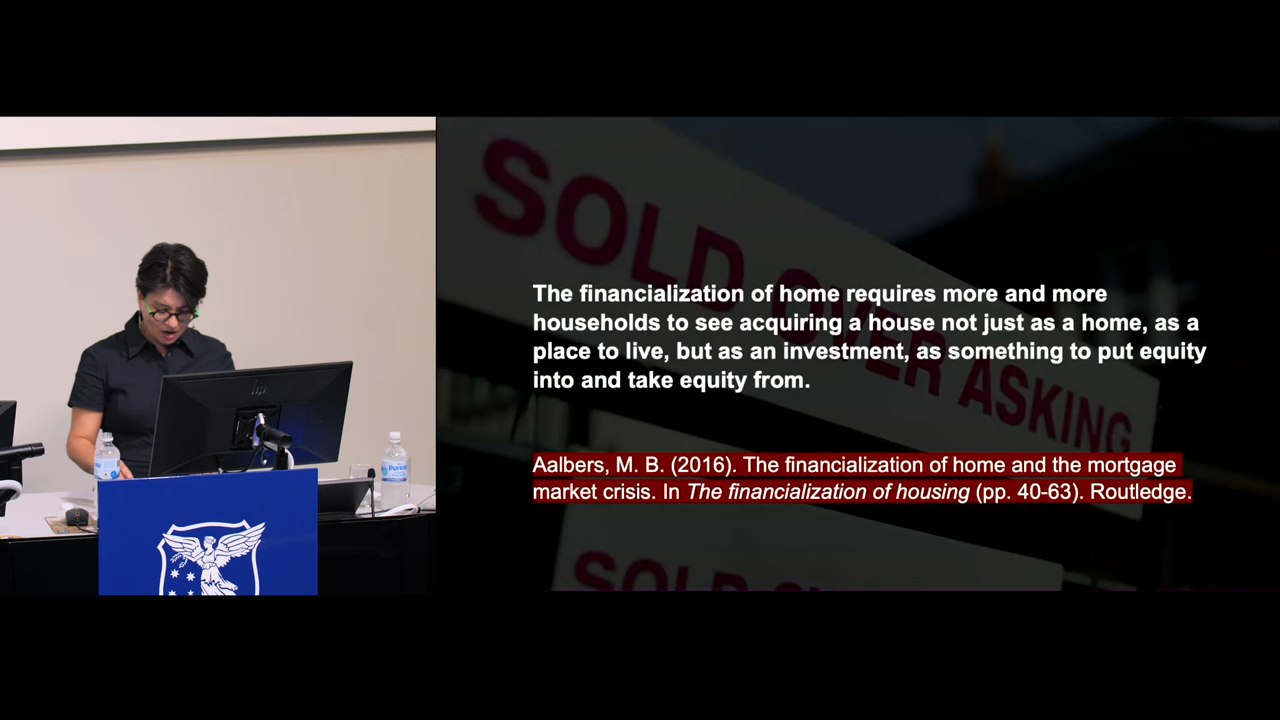 SOLD OVER ASKING
The financialization of home requires more and more
households to see acquiring a house not just as a home, as a
place to live, but as an investment, as something to put equity
into and take equity from.
Aalbers, M. B. (2016). The financialization of home and the mortgage
market crisis. In The financialization of housing (pp. 40-63). Routledge.
SOLD
hp